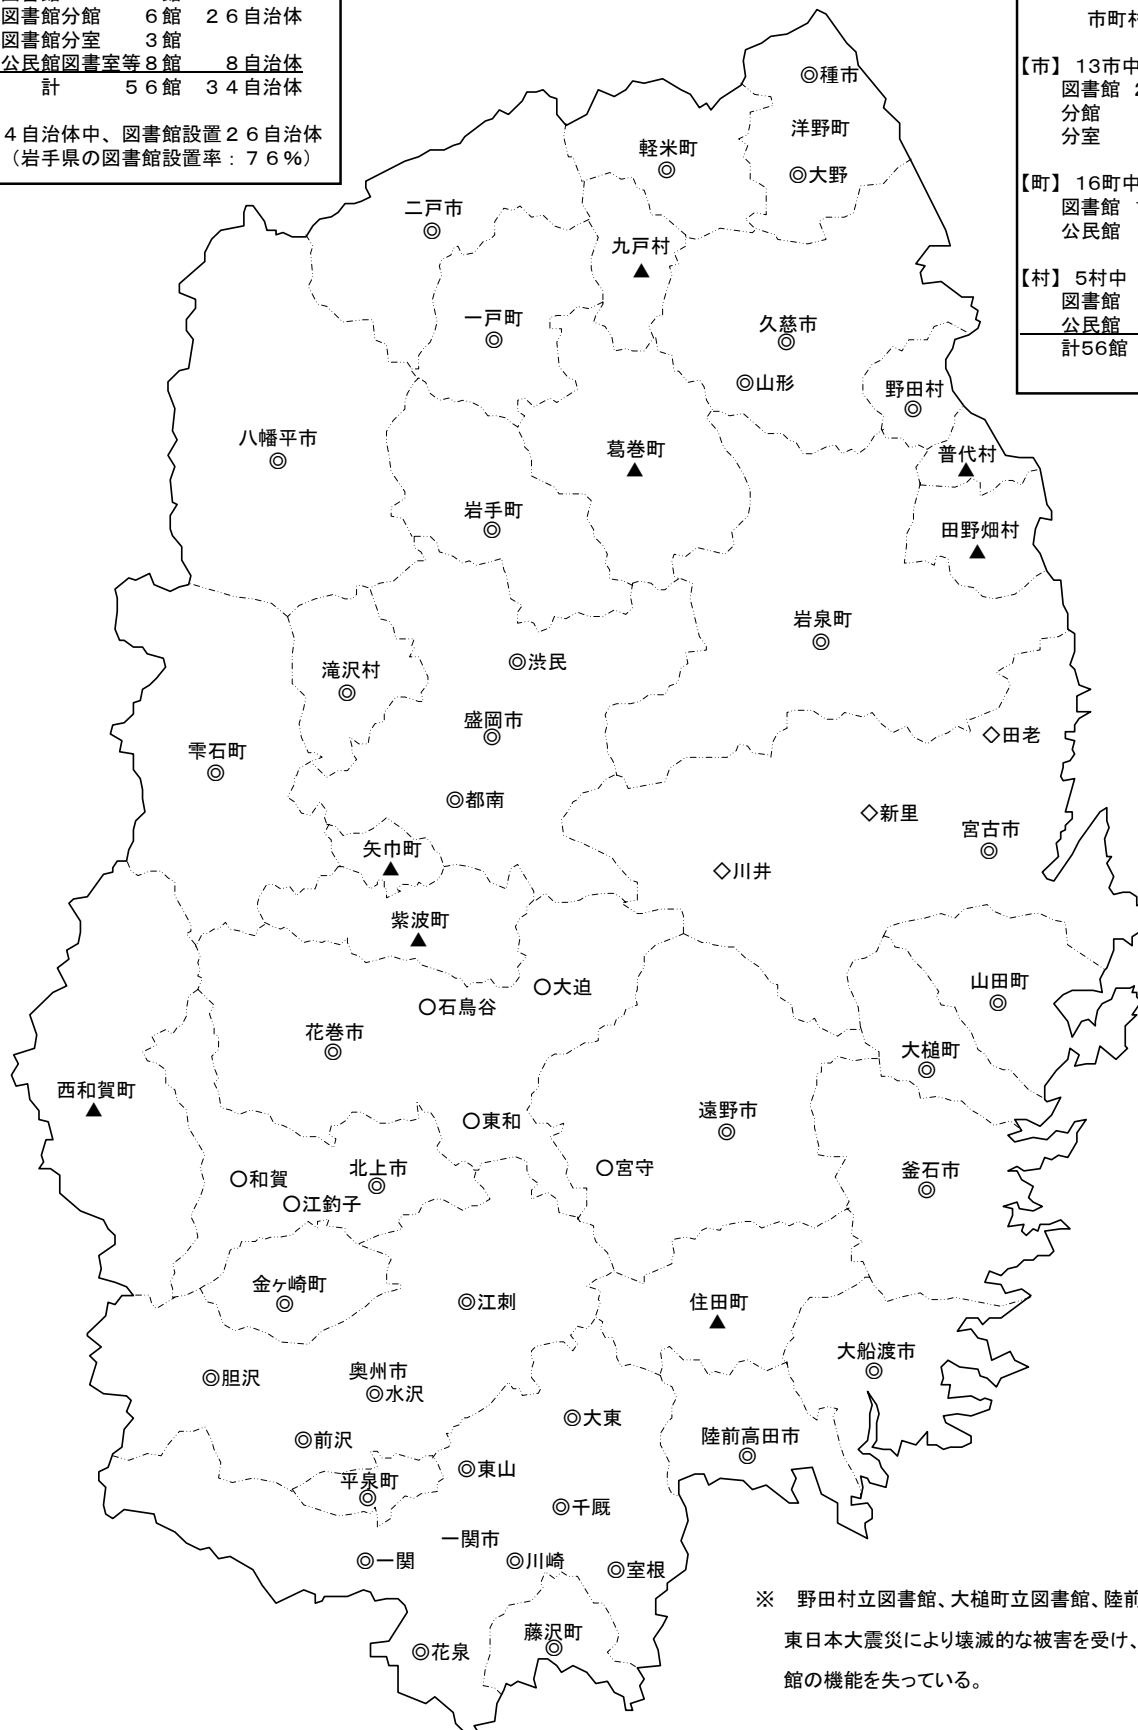 図書館分館　６館　２６自治体
図書館分室　３館
公民館図書室等８館　８自治体
計　５６館　３４自治体
４自治体中、図書館設置２６自治体
（岩手県の図書館設置率：７６％）
市町村
【市】 13市中
図書館
分館
分室
【町】 16町中
図書館
公民館
【村】 5村中
図書館
公民館
計56館
◎種市
洋野町
◎大野
軽米町
◎
二戸市
◎
九戸村
▲
一戸町
◎
久慈市
◎
◎山形
野田村
◎
八幡平市
◎
葛巻町
▲
普代村
▲
岩手町
◎
田野畑村
▲
岩泉町
◎
滝沢村
◎
◎渋民
盛岡市
◎
◇田老
雫石町
◎
◎都南
◇新里
宮古市
◎
矢巾町
▲
◇川井
紫波町
▲
○大迫
○石鳥谷
山田町
◎
花巻市
◎
大槌町
◎
西和賀町
▲
○東和
遠野市
◎
○宮守
○和賀
北上市
◎
○江釣子
釜石市
◎
金ヶ崎町
◎
◎江刺
住田町
▲
大船渡市
◎
◎胆沢
奥州市
◎水沢
◎大東
◎前沢
陸前高田市
◎
◎東山
平泉町
◎
◎千厩
一関市
◎一関
◎川崎
◎室根
藤沢町
◎
◎花泉
※　野田村立図書館、大槌町立図書館、陸前
東日本大震災により壊滅的な被害を受け、
館の機能を失っている。